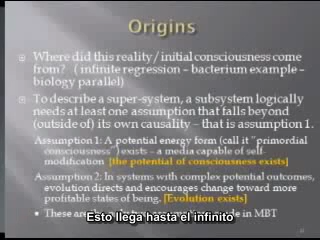 Origins
Where did this reality/initial consciousness come
from? ( infinite regression – bacterium example –
biology parallel)
To describe a super-system, a subsystem logically
needs at least one assumption that falls beyond
(outside of) its own causality – that is assumption 1.
Assumption 1: A potential energy form (call it "primordial
consciousness") exists – a media capable of self-
modification [the potential of consciousness exists]
Assumption 2: In systems with complex potential outcomes,
evolution directs and encourages change toward more
profitable states of being. [Evolution exists]
These are in MBT
Esto llega hasta el infinito